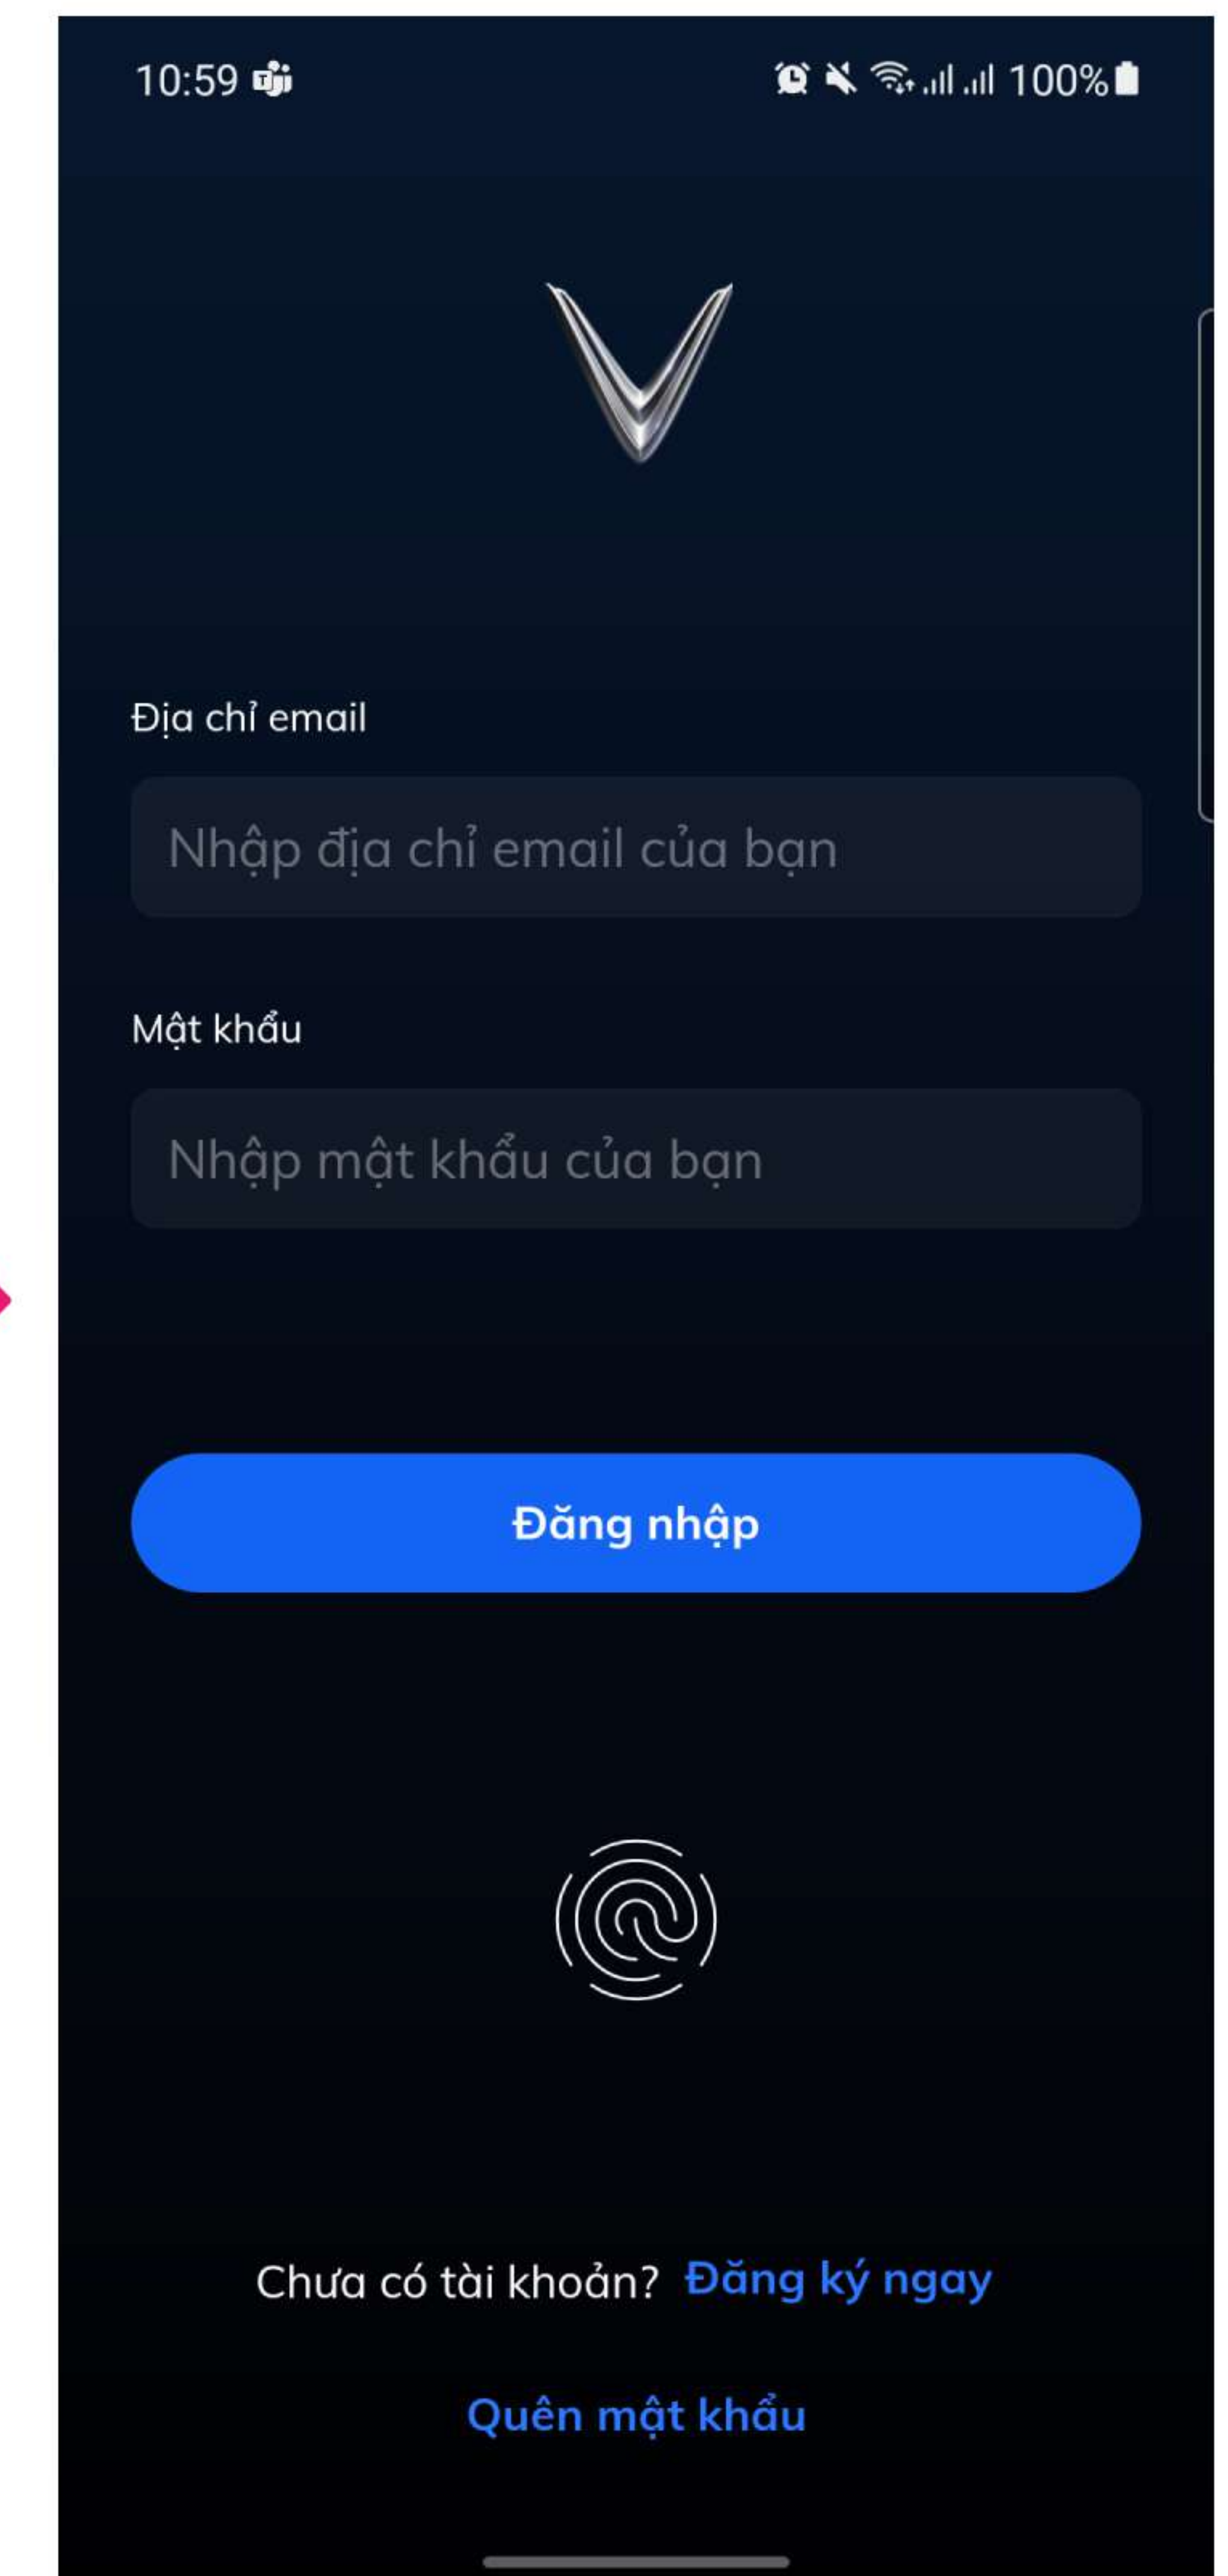 10:59
100%
Địa chỉ email
Nhập địa chỉ email của bạn
Mật khẩu
Nhập mật khẩu của bạn
Đăng nhập
Chưa có tài khoản? Đăng ký ngay
Quên mật khẩu